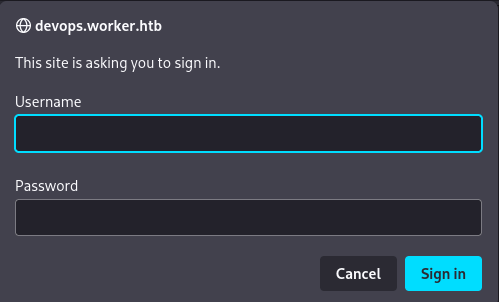 devops.worker.htb
This site is asking you to sign in.
Username
Password
Cancel Sign in